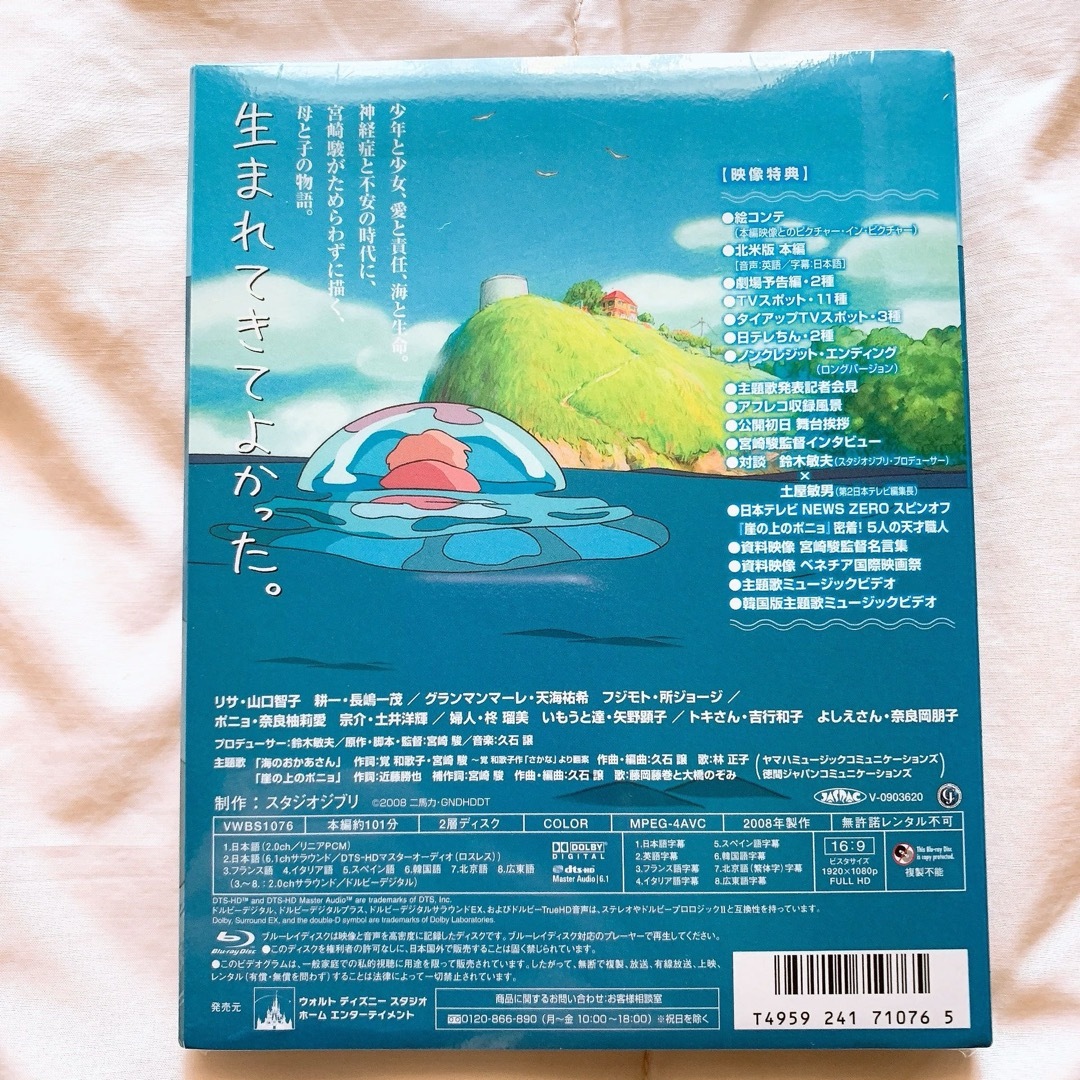 生まれてきてよかった。
少年と少女、愛と責任、海と生命。
神経症と不安の時代に、
宮崎駿がためらわずに描く、
母と子の物語。
【映像特典】
●絵コンテ
(本編映像とのピクチャー・イン・ピクチャー)
●北米版 本編
[音声:英語/字幕:日本語]
●劇場予告編・2種
●TVスポット・11種
●タイアップTVスポット・3種
●日テレちん・2種
●ノンクレジット・エンディング
(ロングバージョン)
●主題歌発表記者会見
●アフレコ収録風景
●公開初日 舞台挨拶
●宮崎駿監督インタビュー
●対談 鈴木敏夫(スタジオジブリ・プロデューサー)
×
土屋敏男(第2日本テレビ編集長)
●日本テレビ NEWS ZERO スピンオフ
『崖の上のポニョ』密着!5人の天才職人
●資料映像 宮崎駿監督名言集
●資料映像 ベネチア国際映画祭
●主題歌ミュージックビデオ
●韓国版主題歌ミュージックビデオ
リサ・山口智子 耕一・長嶋一茂/グランマンマーレ・天海祐希 フジモト・所ジョージ/
ポニョ・奈良柚莉愛 宗介・土井洋輝/婦人・柊 瑠美 いもうと達・矢野顕子/トキさん・吉行和子 よしえさん・奈良岡朋子
プロデューサー:鈴木敏夫/原作・脚本・監督:宮崎 駿/音楽:久石 譲
主題歌 「海のおかあさん」 作詞:覚 和歌子・宮崎 駿 ~覚 和歌子作「さかな」より翻案 作曲・編曲:久石 譲 歌:林 正子 (ヤマハミュージックコミュニケーションズ)
「崖の上のポニョ」 作詞:近藤勝也 補作詞:宮崎 駿 作曲・編曲:久石 譲 歌:藤岡藤巻と大橋のぞみ (徳間ジャパンコミュニケーションズ)
制作:スタジオジブリ ©2008 二馬力・GNDHDDT
JASRAC V-0903620
VWBS1076 本編約101分 2層ディスク COLOR MPEG-4AVC 2008年製作 無許諾レンタル不可
1.日本語(2.0ch/リニアPCM)
2.日本語(6.1chサラウンド/DTS-HDマスターオーディオ(ロスレス))
3.フランス語 4.イタリア語 5.スペイン語 6.韓国語 7.北京語 8.広東語
(3.~8.:2.0chサラウンド/ドルビーデジタル)
DOLBY
DIGITAL
dts-HD
Master Audio 6.1
1.日本語字幕 5.スペイン語字幕
2.英語字幕 6.韓国語字幕
3.フランス語字幕 7.北京語(繁体字)字幕
4.イタリア語字幕 8.広東語字幕
16:9
ビスタサイズ
1920×1080p
FULL HD
This Blu-ray Disc
is copy protected.
複製不能
DTS-HD™ and DTS-HD Master Audio™ are trademarks of DTS, Inc.
ドルビーデジタル、ドルビーデジタルプラス、ドルビーデジタルサラウンドEX、およびドルビーTrueHD音声は、ステレオやドルビープロロジックIIと互換性を持っています。
Dolby, Surround EX, and the double-D symbol are trademarks of Dolby Laboratories.
Blu-ray Disc
ブルーレイディスクは映像と音声を高密度に記録したディスクです。ブルーレイディスク対応のプレーヤーで再生してください。
●このディスクを権利者の許可なしに、日本国外で販売することは固く禁じられています。
●このビデオグラムは、一般家庭での私的視聴に用途を限って販売されています。したがって、無断で複製、放送、有線放送、上映、
レンタル(有償・無償を問わず)することは法律によって一切禁止されています。
発売元
ウォルト ディズニー スタジオ
ホーム エンターテイメント
商品に関するお問い合わせ:お客様相談室
0120-866-890 (月~金 10:00~18:00) ※祝日を除く
T4959 241 71076 5